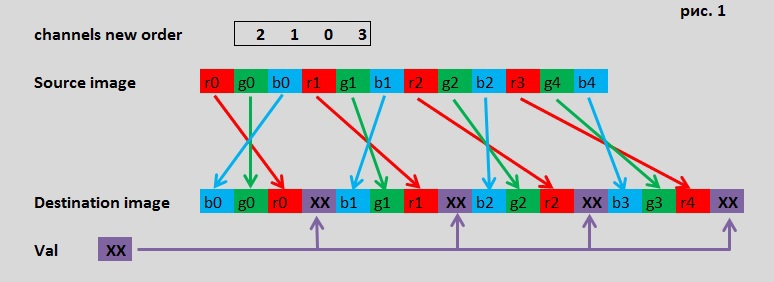 рис. 1
channels new order 2 1 0 3
Source image r0 g0 b0 r1 g1 b1 r2 g2 b2 r3 g4 b4
Destination image b0 g0 r0 XX b1 g1 r1 XX b2 g2 r2 XX b3 g3 r4 XX
Val XX